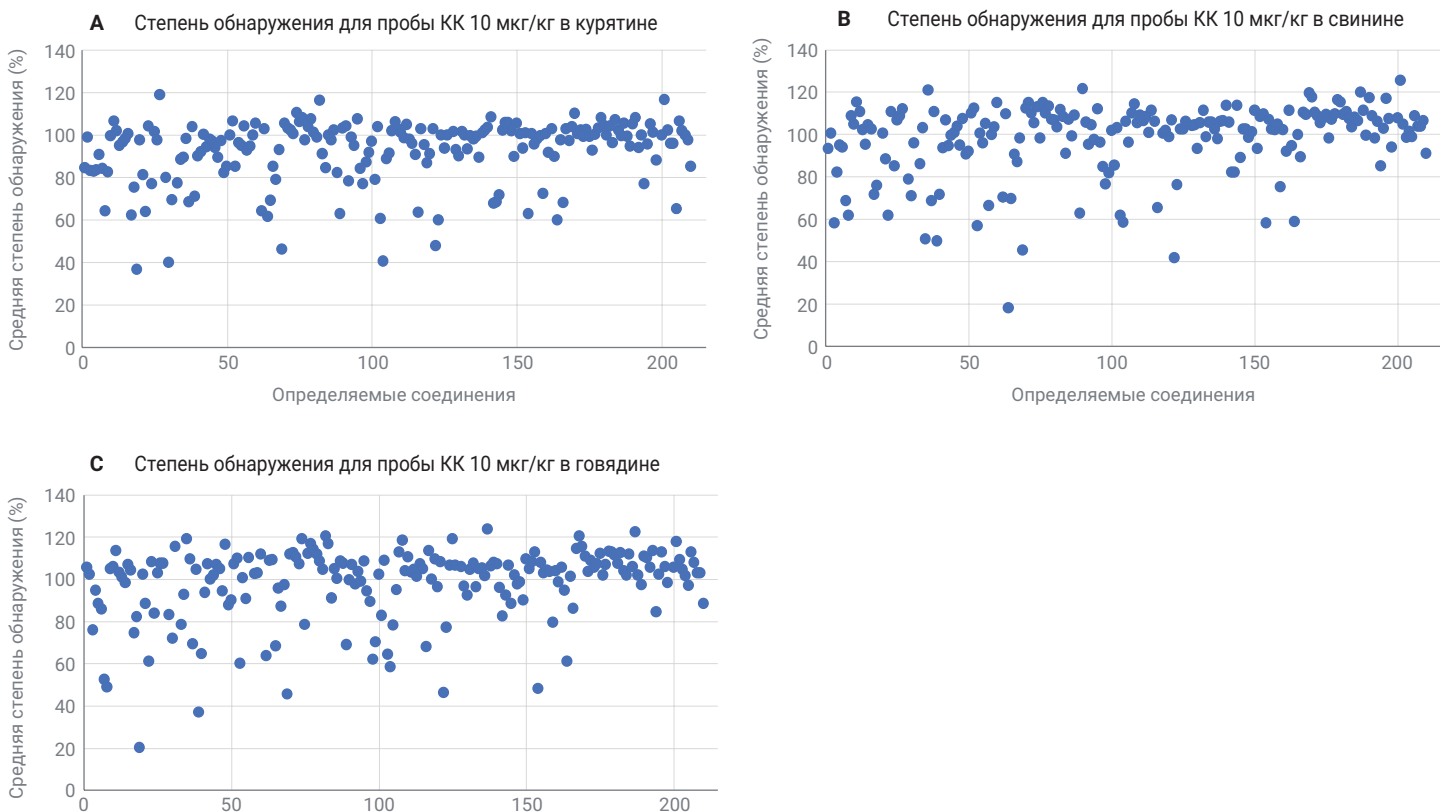 A Степень обнаружения для пробы КК 10 мкг/кг в курятине
Средняя степень обнаружения (%)
140
120
100
80
60
40
20
0
0 50 100 150 200
Определяемые соединения
B Степень обнаружения для пробы КК 10 мкг/кг в свинине
Средняя степень обнаружения (%)
140
120
100
80
60
40
20
0
0 50 100 150 200
Определяемые соединения
C Степень обнаружения для пробы КК 10 мкг/кг в говядине
Средняя степень обнаружения (%)
140
120
100
80
60
40
20
0
0 50 100 150 200